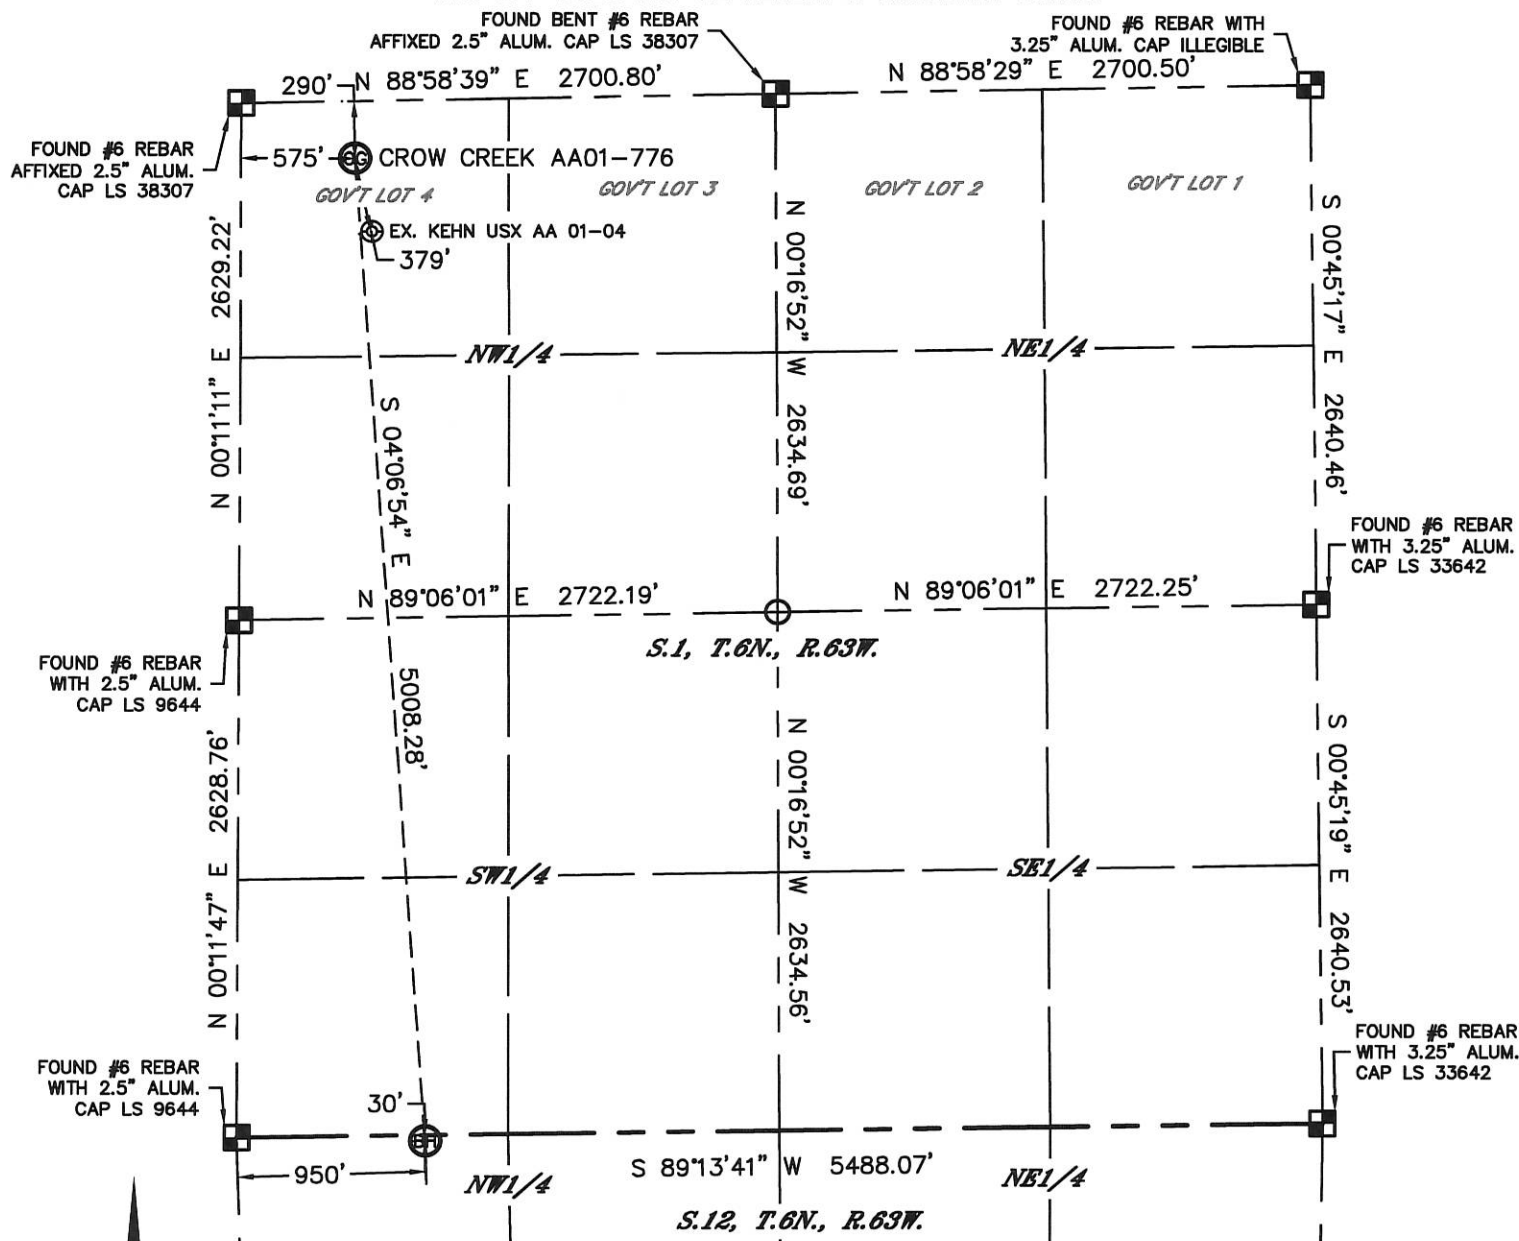 FOUND BENT #6 REBAR
AFFIXED 2.5" ALUM. CAP LS 38307
FOUND #6 REBAR WITH
3.25" ALUM. CAP ILLEGIBLE
290'
N 88°58'39" E 2700.80'
N 88°58'29" E 2700.50'
FOUND #6 REBAR
AFFIXED 2.5" ALUM.
CAP LS 38307
575'
CROW CREEK AA01-776
GOV'T LOT 4
GOV'T LOT 3
GOV'T LOT 2
GOV'T LOT 1
EX. KEHN USX AA 01-04
379'
N 00°11'11" E 2629.22'
N 00°16'52" W 2634.69'
S 00°45'17" E 2640.46'
NW1/4
NE1/4
S 04°06'54" E 5008.28'
FOUND #6 REBAR
WITH 3.25" ALUM.
CAP LS 33642
N 89°06'01" E 2722.19'
N 89°06'01" E 2722.25'
S.1, T.6N., R.63W.
FOUND #6 REBAR
WITH 2.5" ALUM.
CAP LS 9644
N 00°11'47" E 2628.76'
N 00°16'52" W 2634.56'
S 00°45'19" E 2640.53'
SW1/4
SE1/4
FOUND #6 REBAR
WITH 3.25" ALUM.
CAP LS 33642
FOUND #6 REBAR
WITH 2.5" ALUM.
CAP LS 9644
30'
BH
950'
S 89°13'41" W 5488.07'
NW1/4
NE1/4
S.12, T.6N., R.63W.